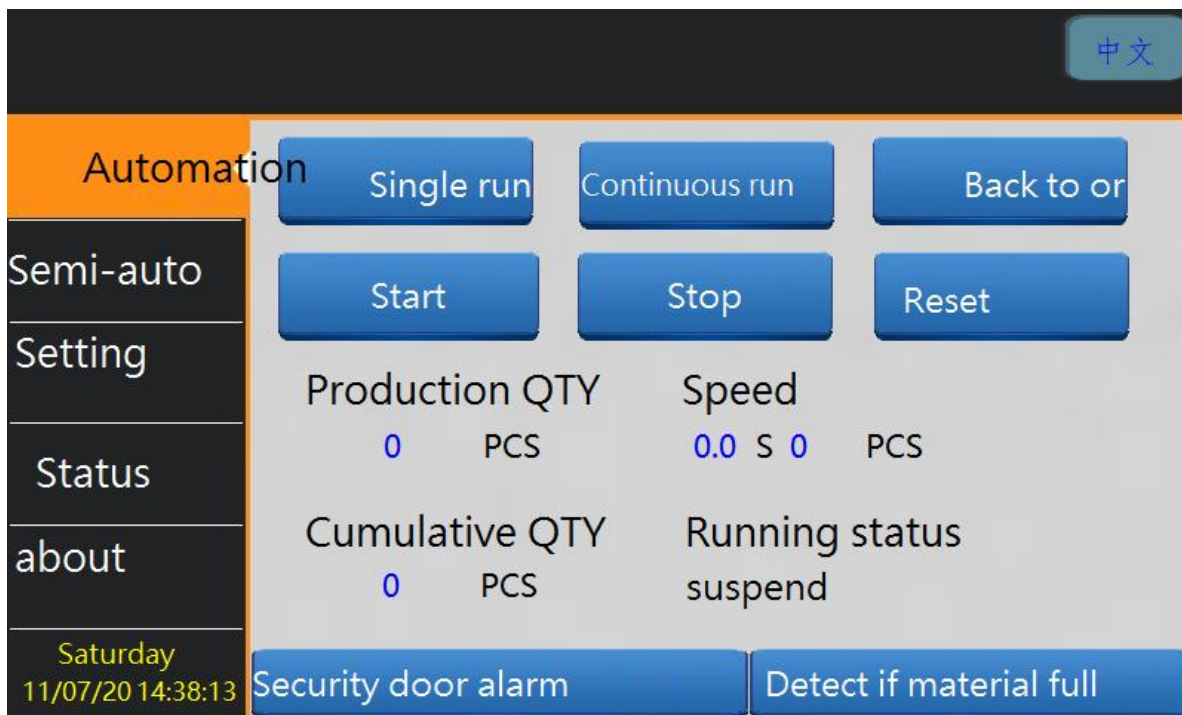 中文
Automation
Single run
Continuous run
Back to or
Semi-auto
Start
Stop
Reset
Setting
Production QTY
Speed
0 PCS
0.0 S 0 PCS
Status
Cumulative QTY
Running status
about
0 PCS
suspend
Saturday
11/07/20 14:38:13
Security door alarm
Detect if material full